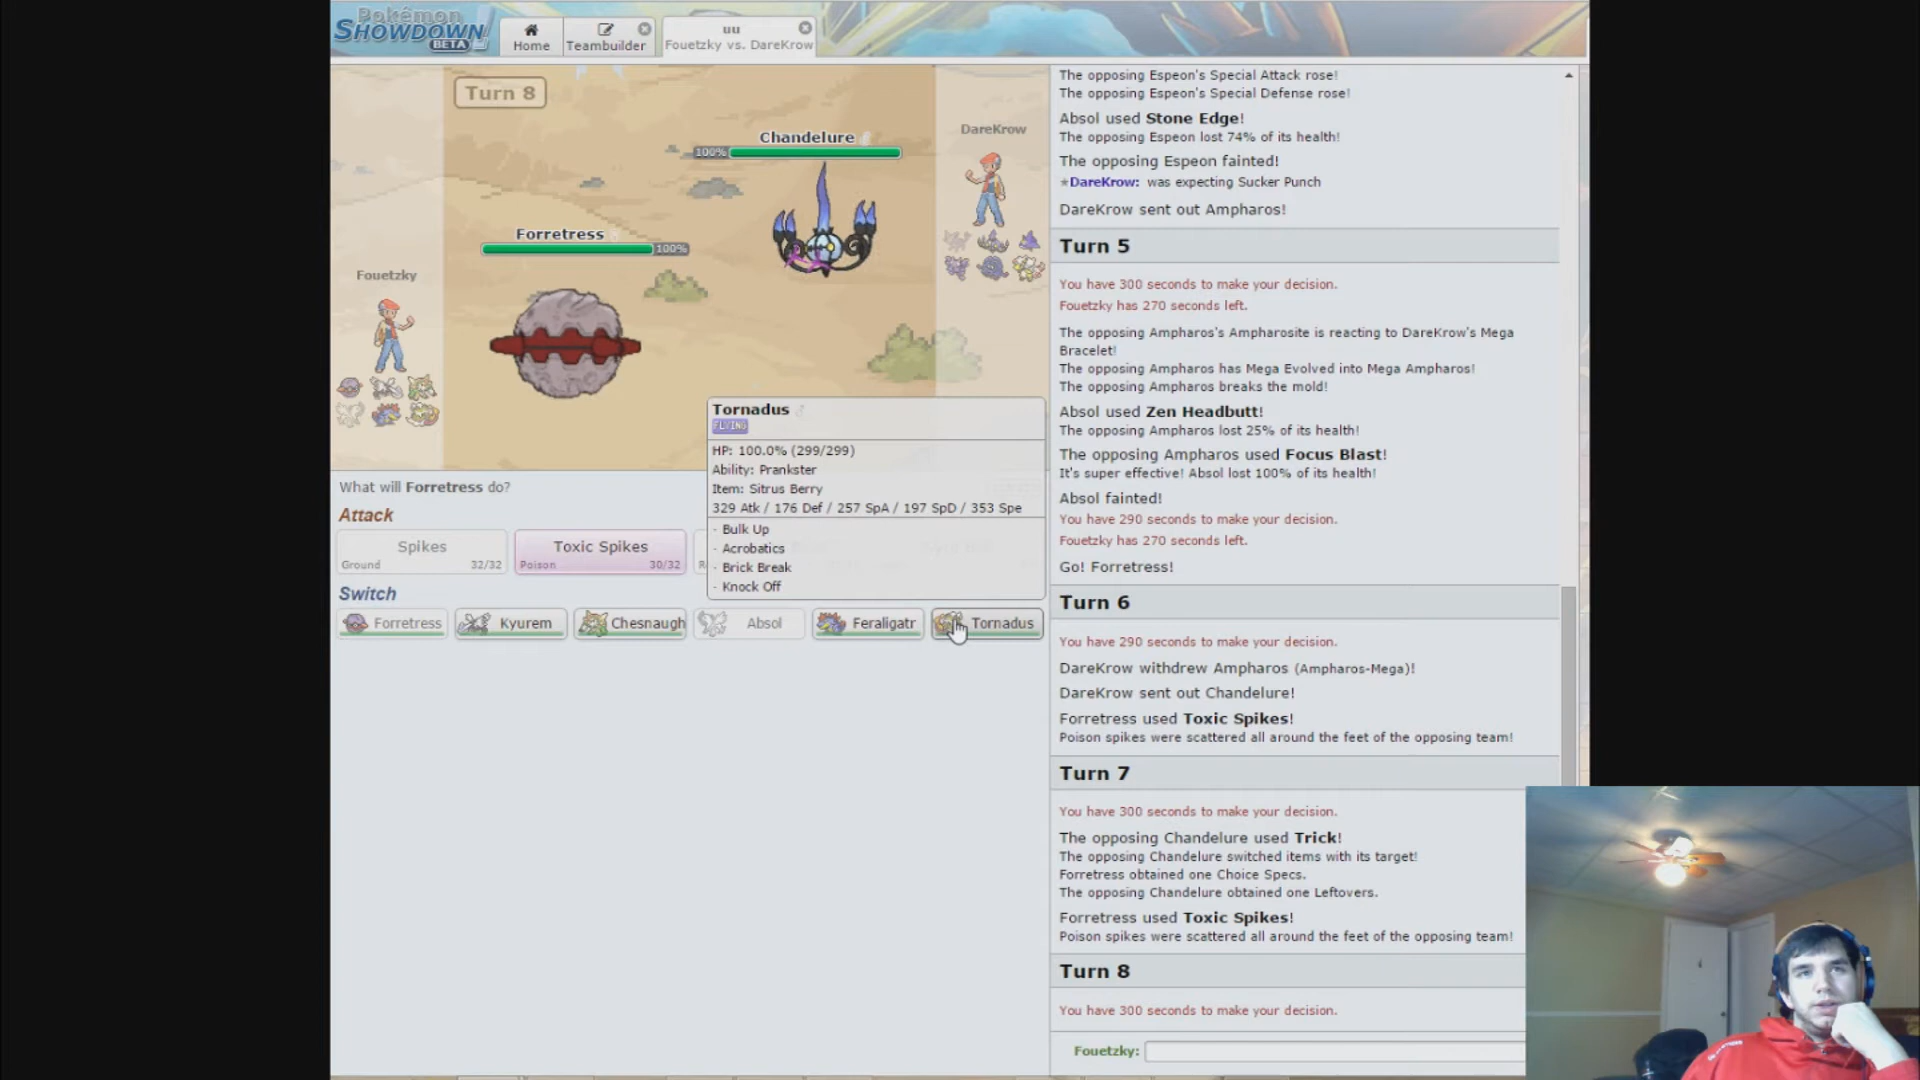 Pokémon
SHOWDOWN
BETA
Home
Teambuilder
uu
Fouetzky vs. DareKrow
Turn 8
Chandelure
100%
DareKrow
Forretress
100%
Fouetzky
Tornadus
FLYING
HP: 100.0% (299/299)
Ability: Prankster
Item: Sitrus Berry
329 Atk / 176 Def / 257 SpA / 197 SpD / 353 Spe
· Bulk Up
· Acrobatics
· Brick Break
· Knock Off
What will Forretress do?
Attack
Spikes
Ground 32/32
Toxic Spikes
Poison 30/32
Switch
Forretress
Kyurem
Chesnaugh
Absol
Feraligatr
Tornadus
The opposing Espeon's Special Attack rose!
The opposing Espeon's Special Defense rose!
Absol used Stone Edge!
The opposing Espeon lost 74% of its health!
The opposing Espeon fainted!
★DareKrow: was expecting Sucker Punch
DareKrow sent out Ampharos!
Turn 5
You have 300 seconds to make your decision.
Fouetzky has 270 seconds left.
The opposing Ampharos's Ampharosite is reacting to DareKrow's Mega
Bracelet!
The opposing Ampharos has Mega Evolved into Mega Ampharos!
The opposing Ampharos breaks the mold!
Absol used Zen Headbutt!
The opposing Ampharos lost 25% of its health!
The opposing Ampharos used Focus Blast!
It's super effective! Absol lost 100% of its health!
Absol fainted!
You have 290 seconds to make your decision.
Fouetzky has 270 seconds left.
Go! Forretress!
Turn 6
You have 290 seconds to make your decision.
DareKrow withdrew Ampharos (Ampharos-Mega)!
DareKrow sent out Chandelure!
Forretress used Toxic Spikes!
Poison spikes were scattered all around the feet of the opposing team!
Turn 7
You have 300 seconds to make your decision.
The opposing Chandelure used Trick!
The opposing Chandelure switched items with its target!
Forretress obtained one Choice Specs.
The opposing Chandelure obtained one Leftovers.
Forretress used Toxic Spikes!
Poison spikes were scattered all around the feet of the opposing team!
Turn 8
You have 300 seconds to make your decision.
Fouetzky: